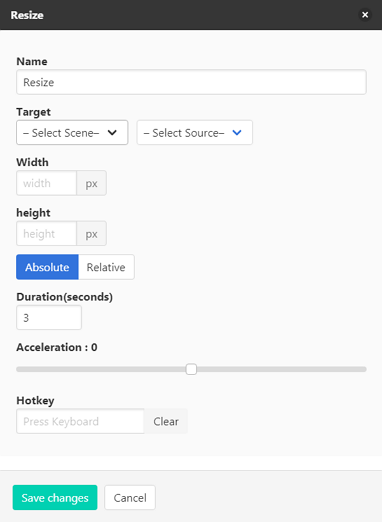 Resize
Name
Resize
Target
– Select Scene– – Select Source–
Width
width px
height
height px
Absolute Relative
Duration(seconds)
3
Acceleration : 0
Hotkey
Press Keyboard Clear
Save changes Cancel